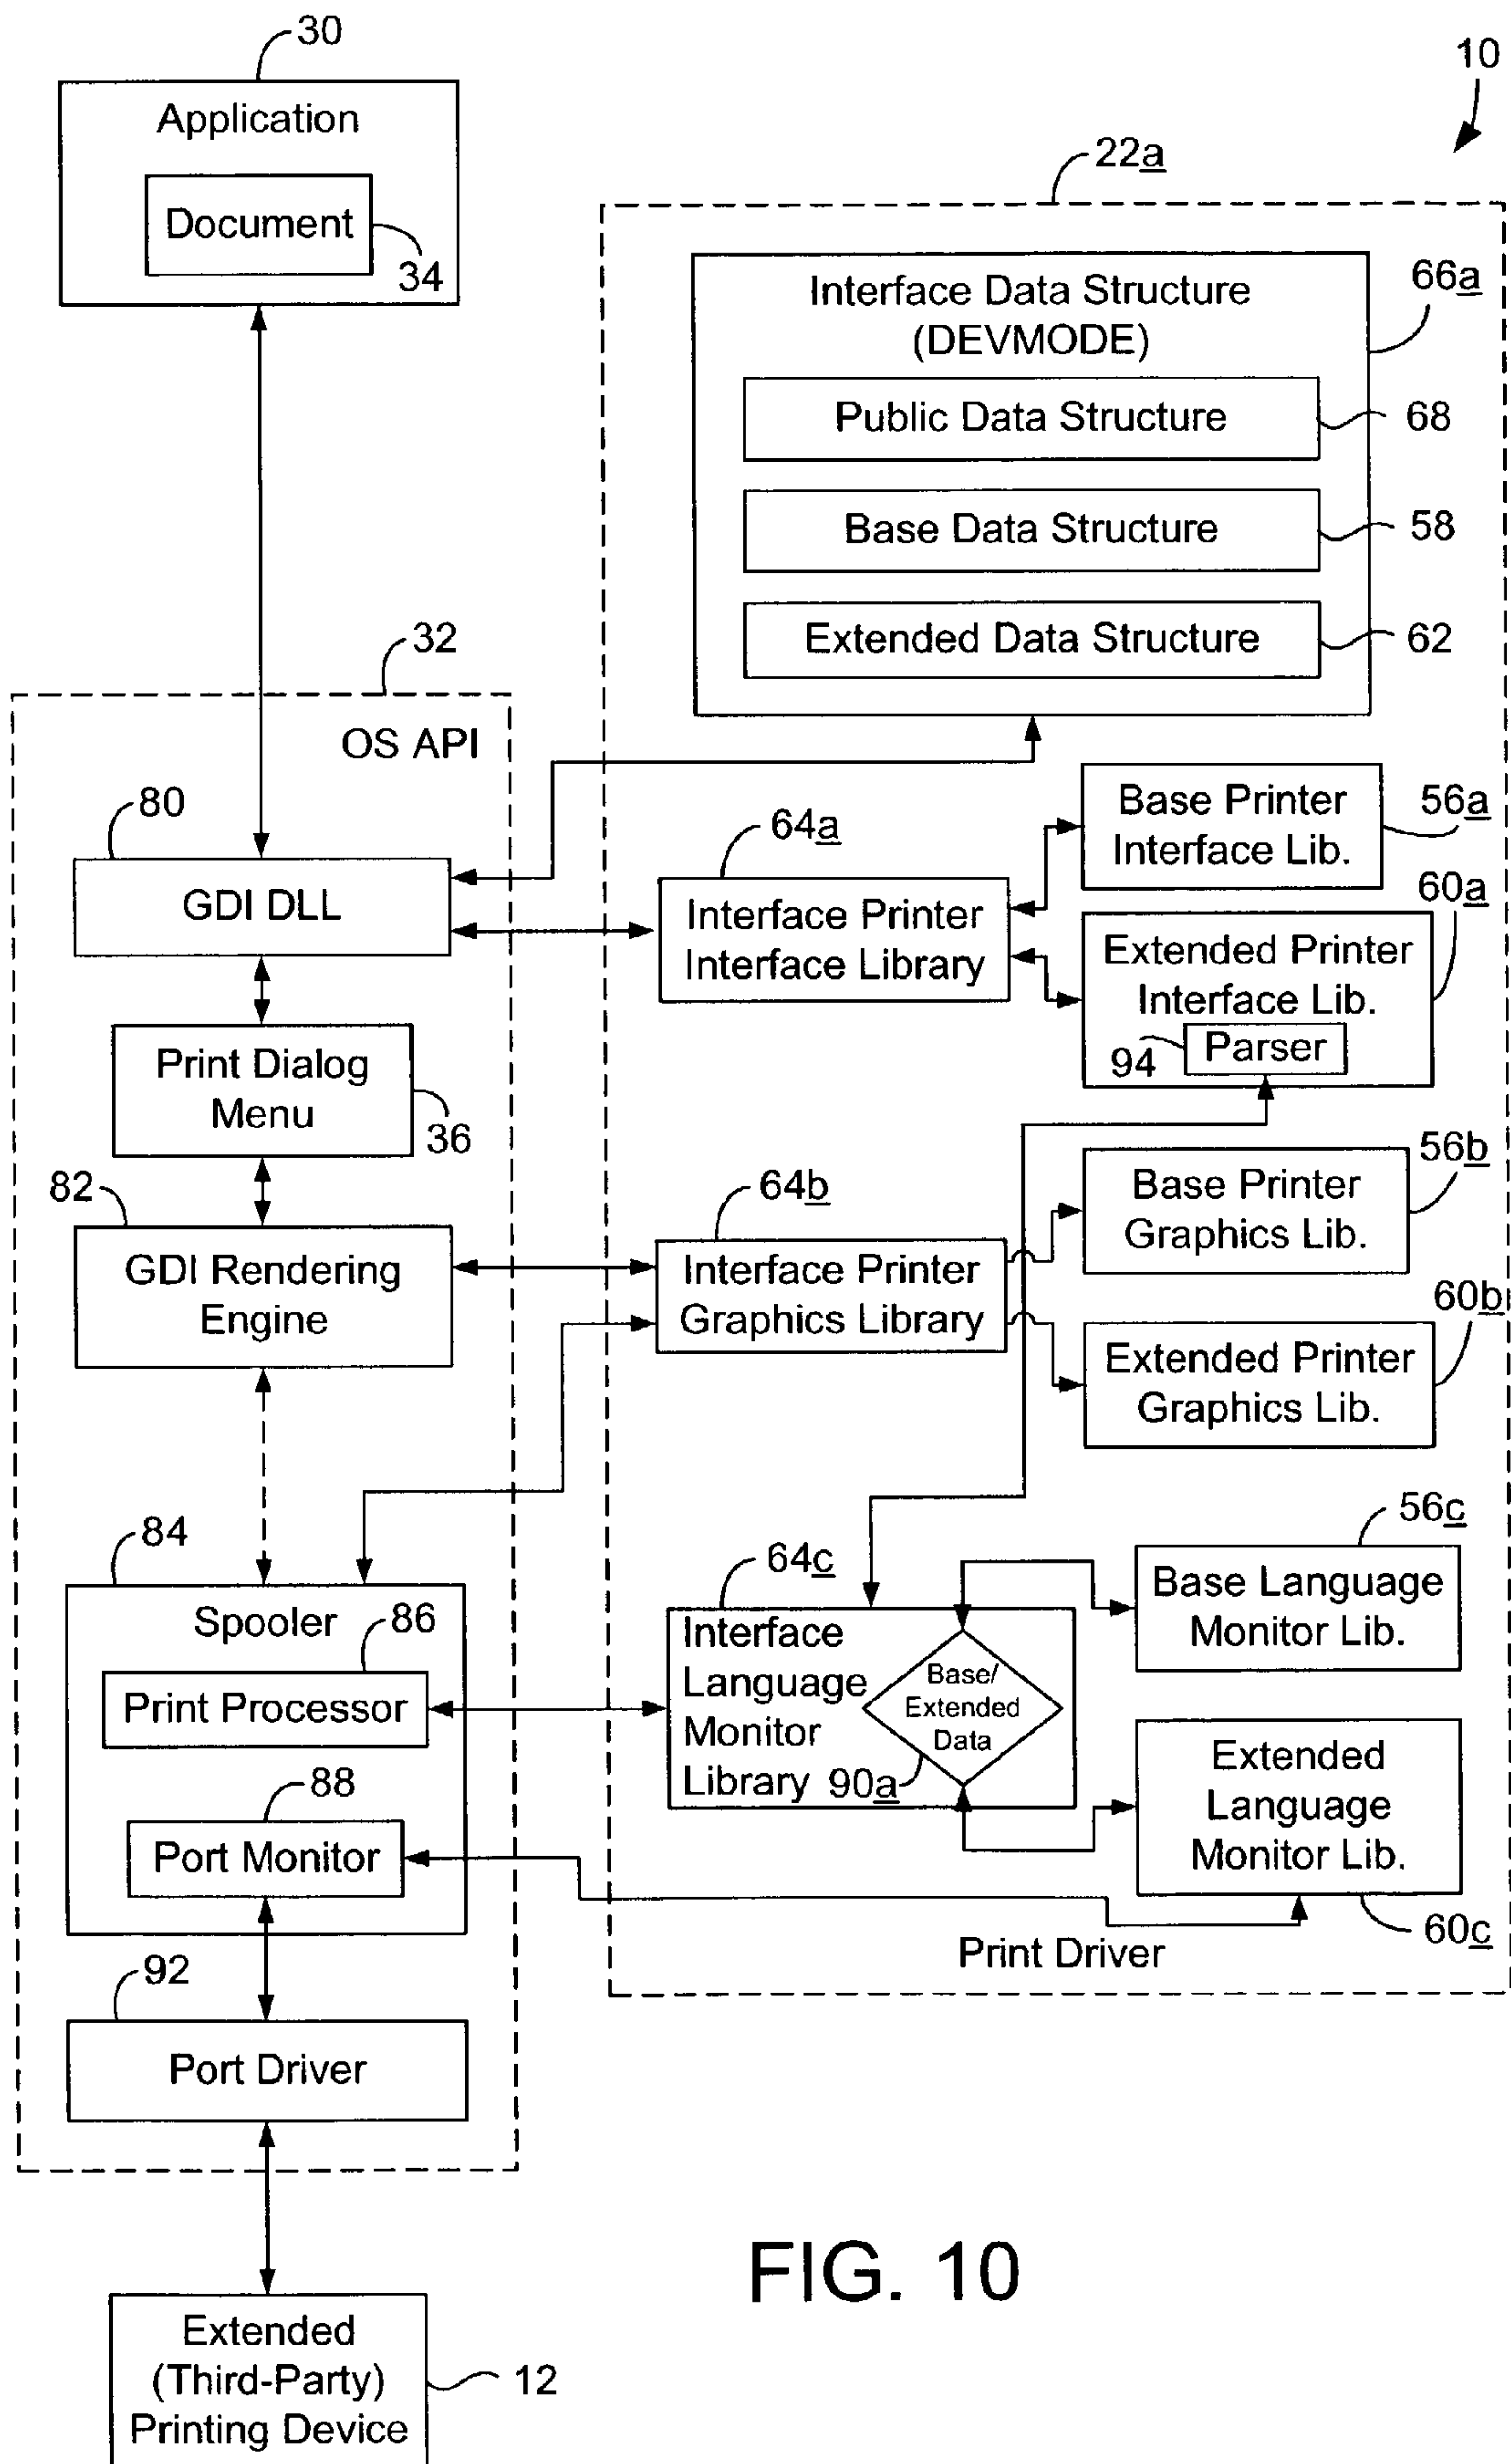 30
Application
Document
34
10
22a
Interface Data Structure
(DEVMODE)
66a
Public Data Structure
68
Base Data Structure
58
Extended Data Structure
62
32
OS API
80
GDI DLL
64a
Interface Printer
Interface Library
Base Printer
Interface Lib.
56a
60a
Extended Printer
Interface Lib.
94
Parser
Print Dialog
Menu
36
82
GDI Rendering
Engine
64b
Interface Printer
Graphics Library
56b
Base Printer
Graphics Lib.
60b
Extended Printer
Graphics Lib.
84
Spooler
86
Print Processor
88
Port Monitor
64c
Interface
Language
Monitor
Library
Base/
Extended
Data
90a
56c
Base Language
Monitor Lib.
Extended
Language
Monitor Lib.
60c
Print Driver
92
Port Driver
Extended
(Third-Party)
Printing Device
12
FIG. 10